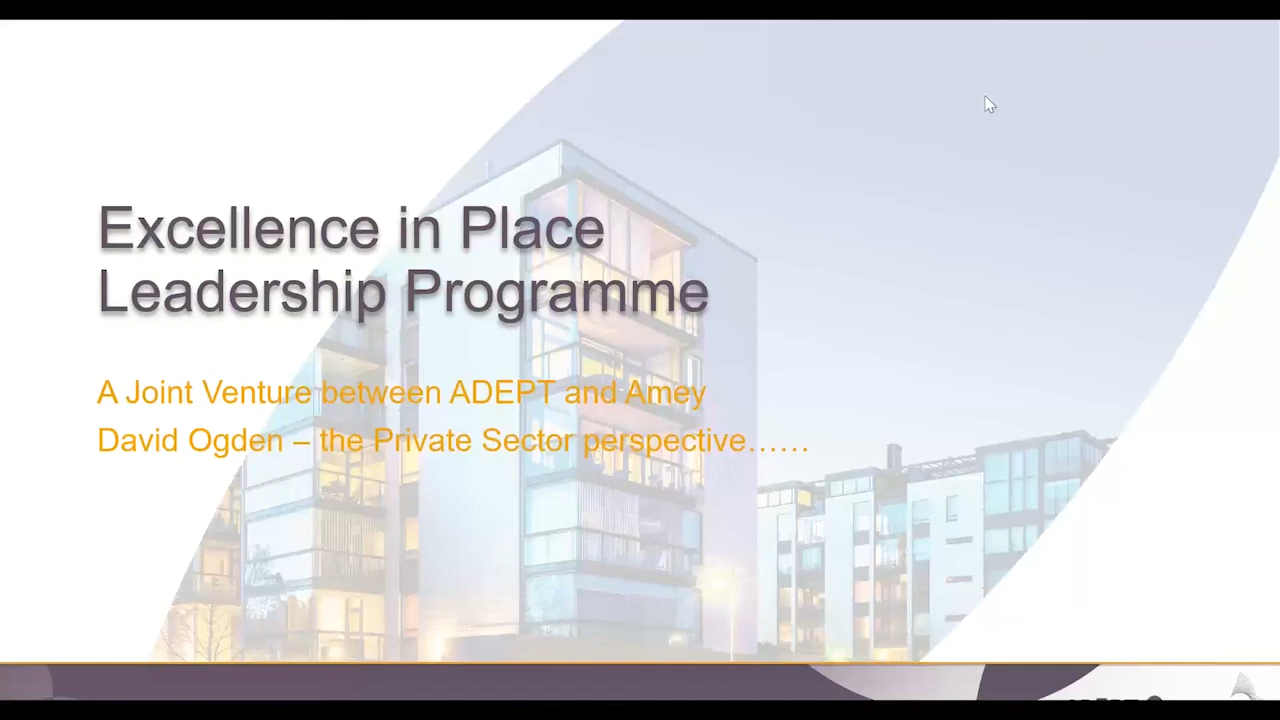 Excellence in Place
Leadership Programme
A Joint Venture between ADEPT and Amey
David Ogden – the Private Sector perspective……